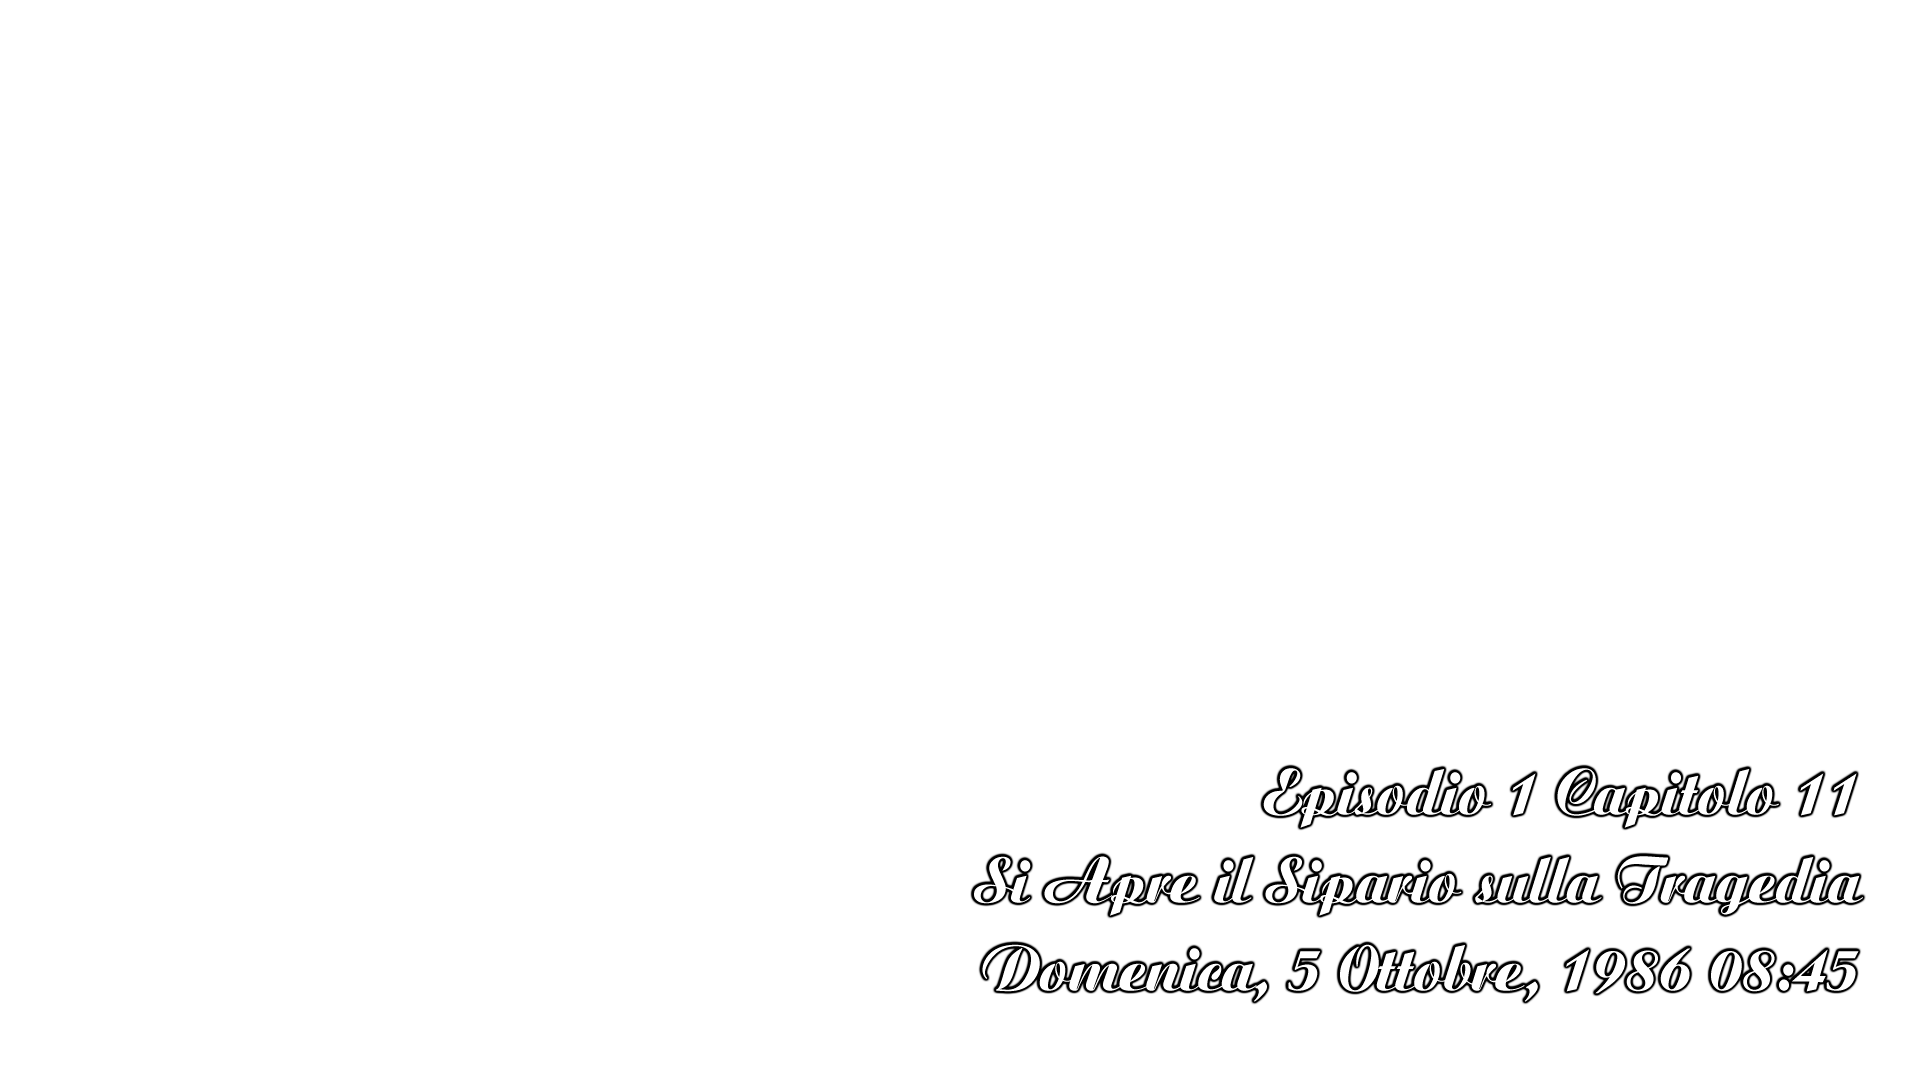 Episodio 1 Capitolo 11
Si Apre il Sipario sulla Tragedia
Domenica, 5 Ottobre, 1986 08:45